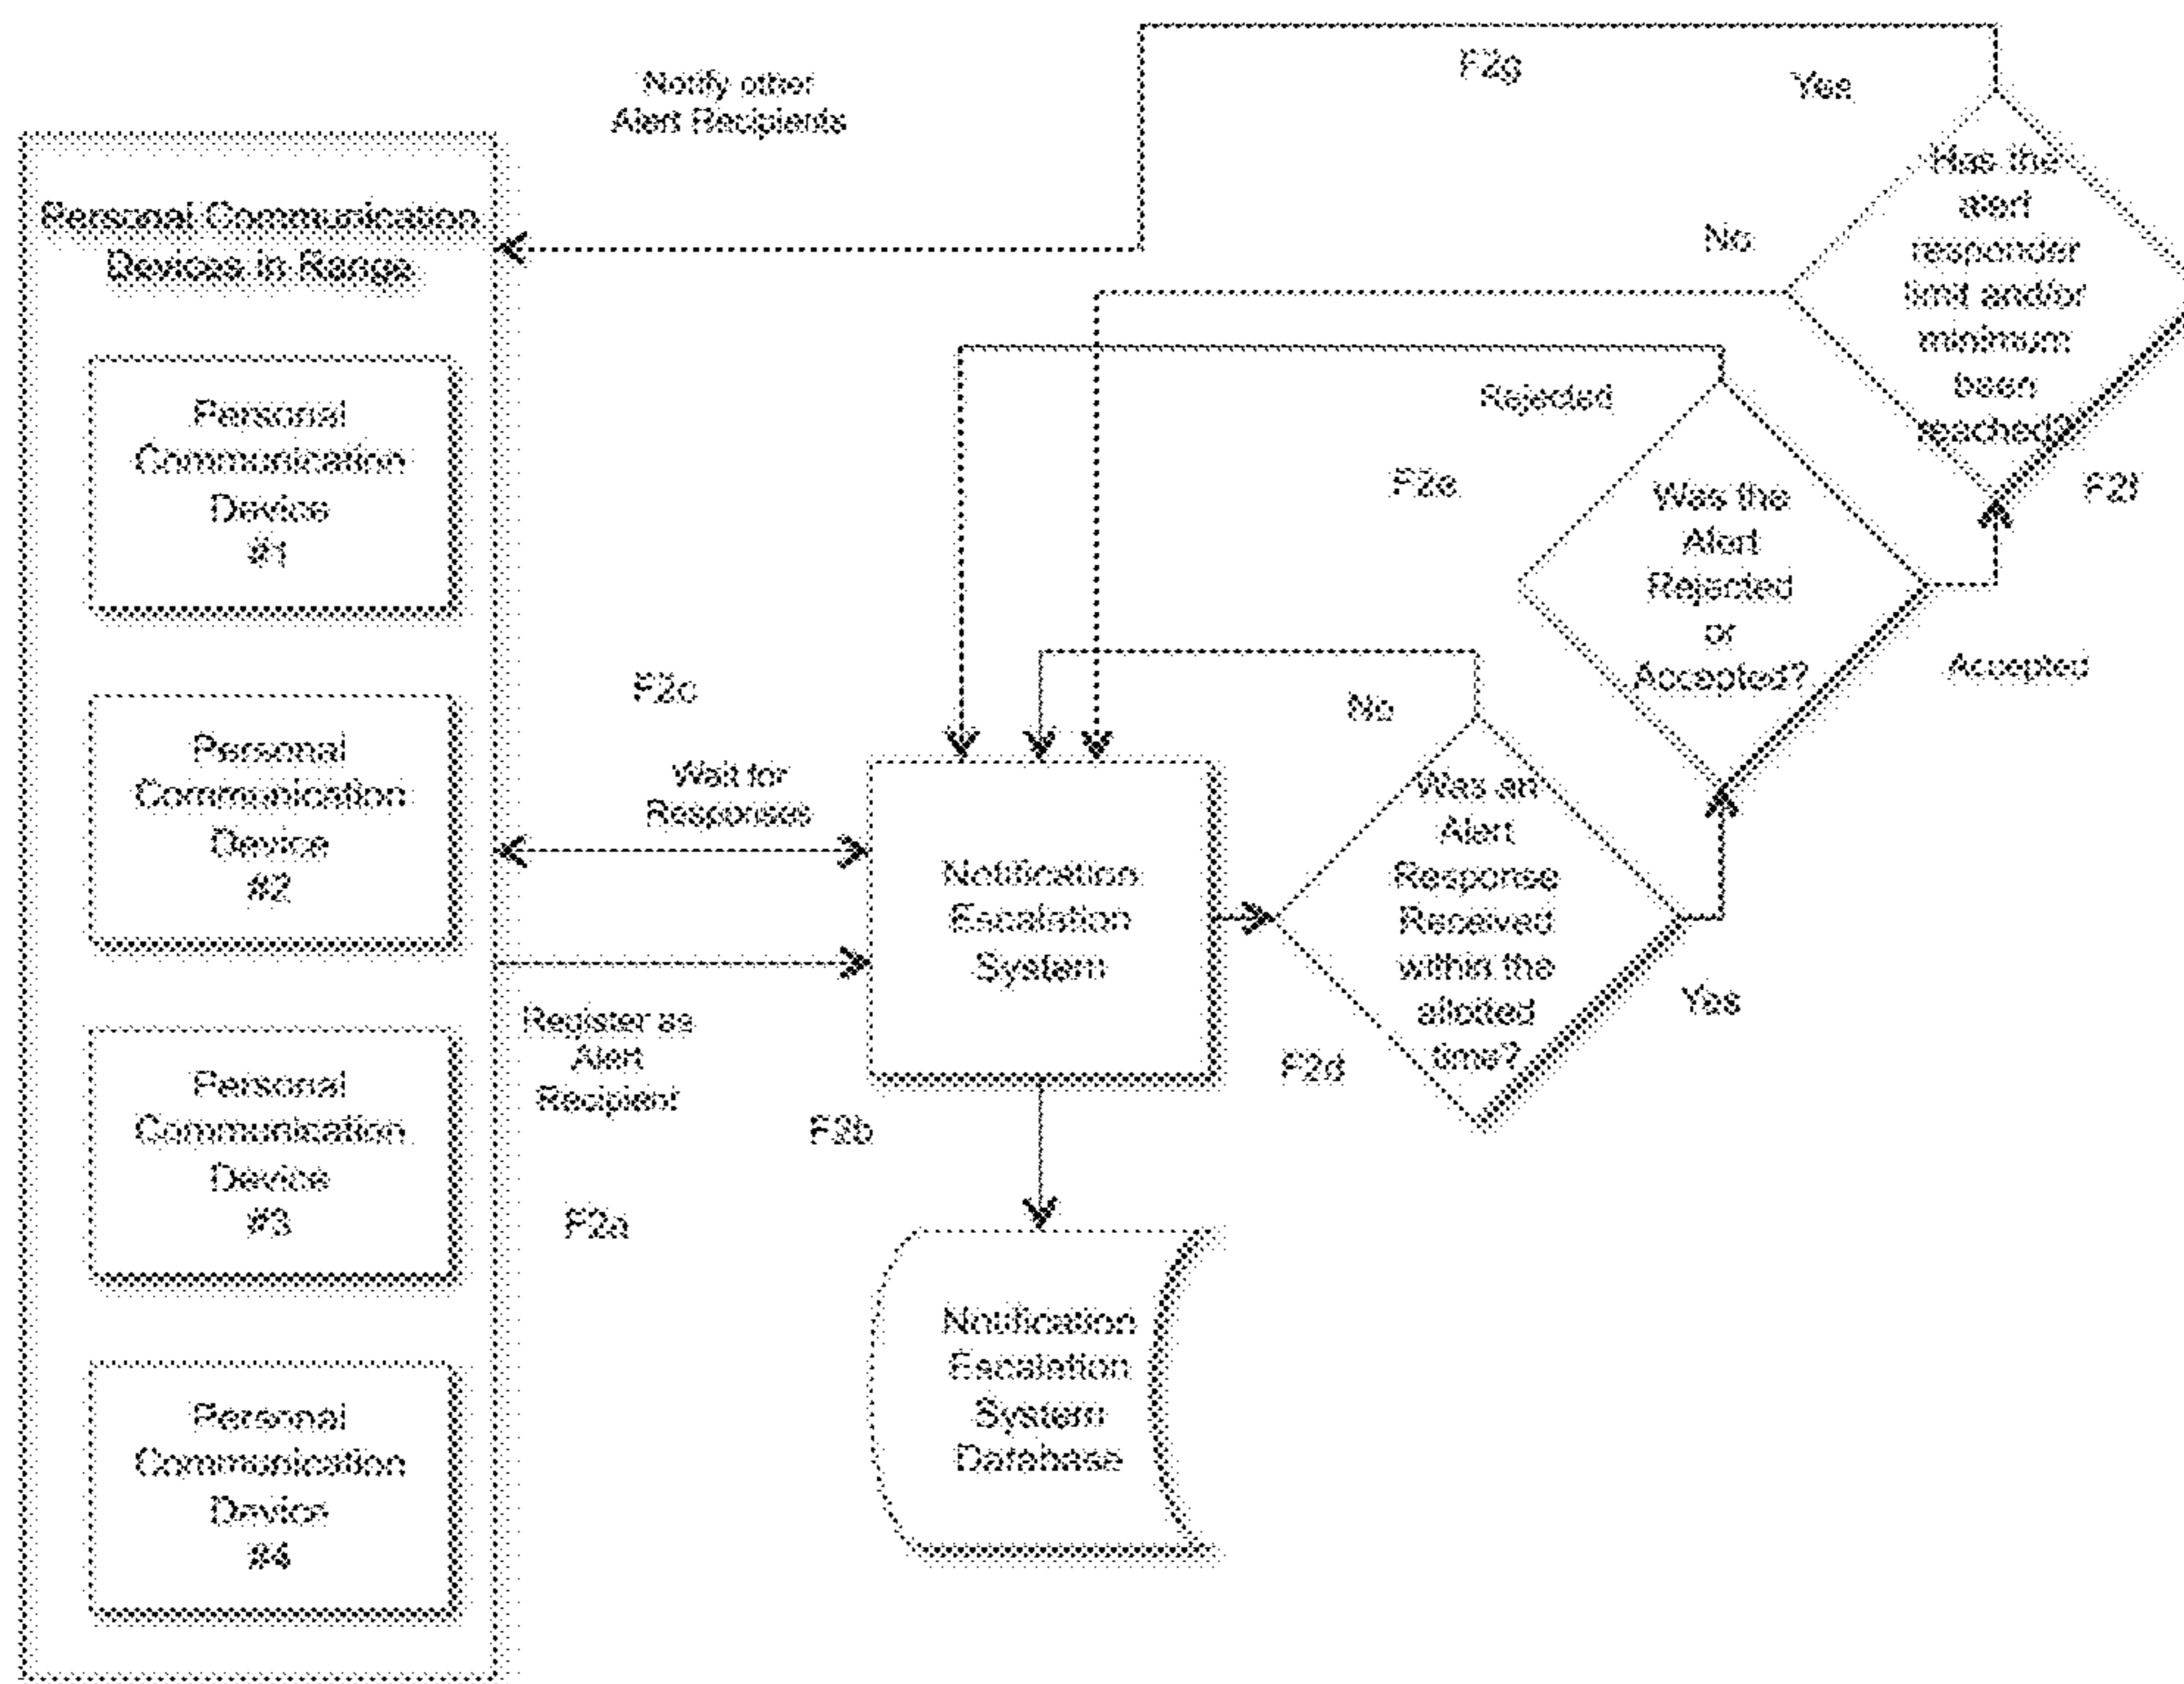 F2g
Yes
Notify other
Alert Recipients
Has the
alert
responder
limit and/or
minimum
been
reached?
No
Personal Communication
Devices in Range
Rejected
F2e
F2f
Was the
Alert
Rejected
or
Accepted?
Accepted
Personal
Communication
Device
#1
F2c
No
Wait for
Responses
Personal
Communication
Device
#2
Notification
Escalation
System
Was an
Alert
Response
Received
within the
allotted
time?
Yes
F2d
Register as
Alert
Recipient
F2b
F2a
Personal
Communication
Device
#3
Notification
Escalation
System
Database
Personal
Communication
Device
#4